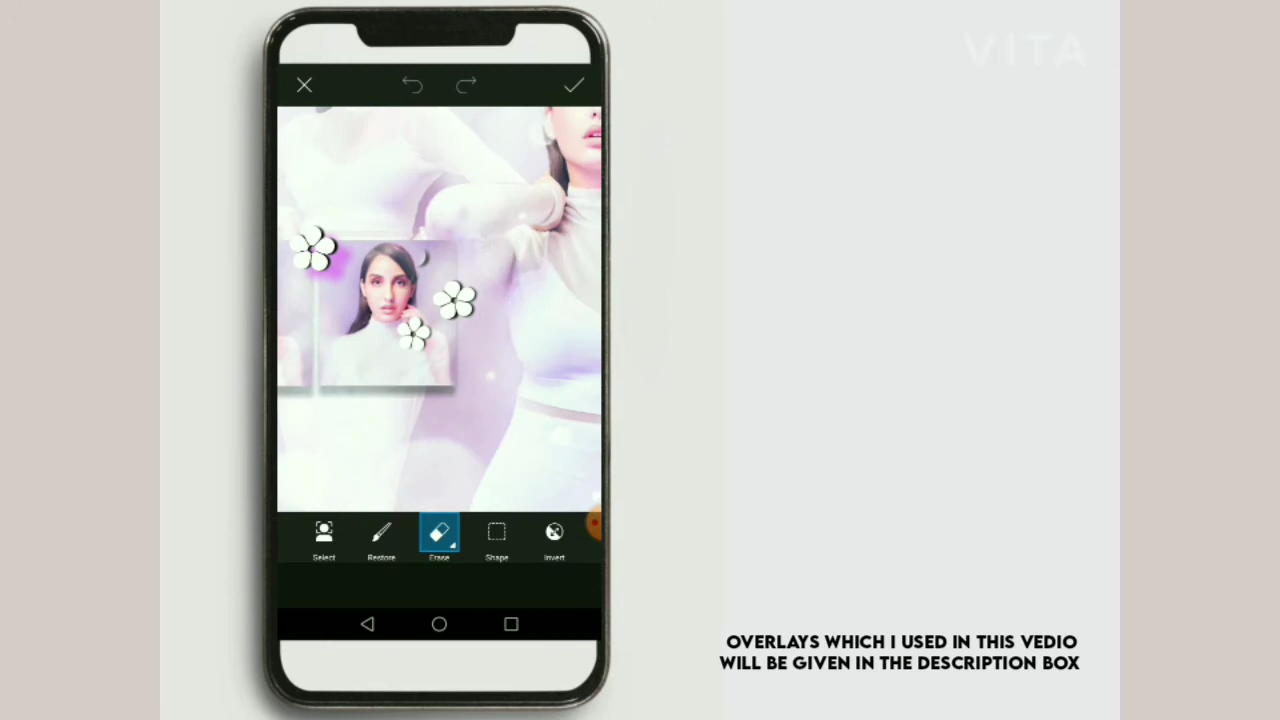 VITA
Select
Restore
Erase
Shape
Invert
OVERLAYS WHICH I USED IN THIS VEDIO
WILL BE GIVEN IN THE DESCRIPTION BOX